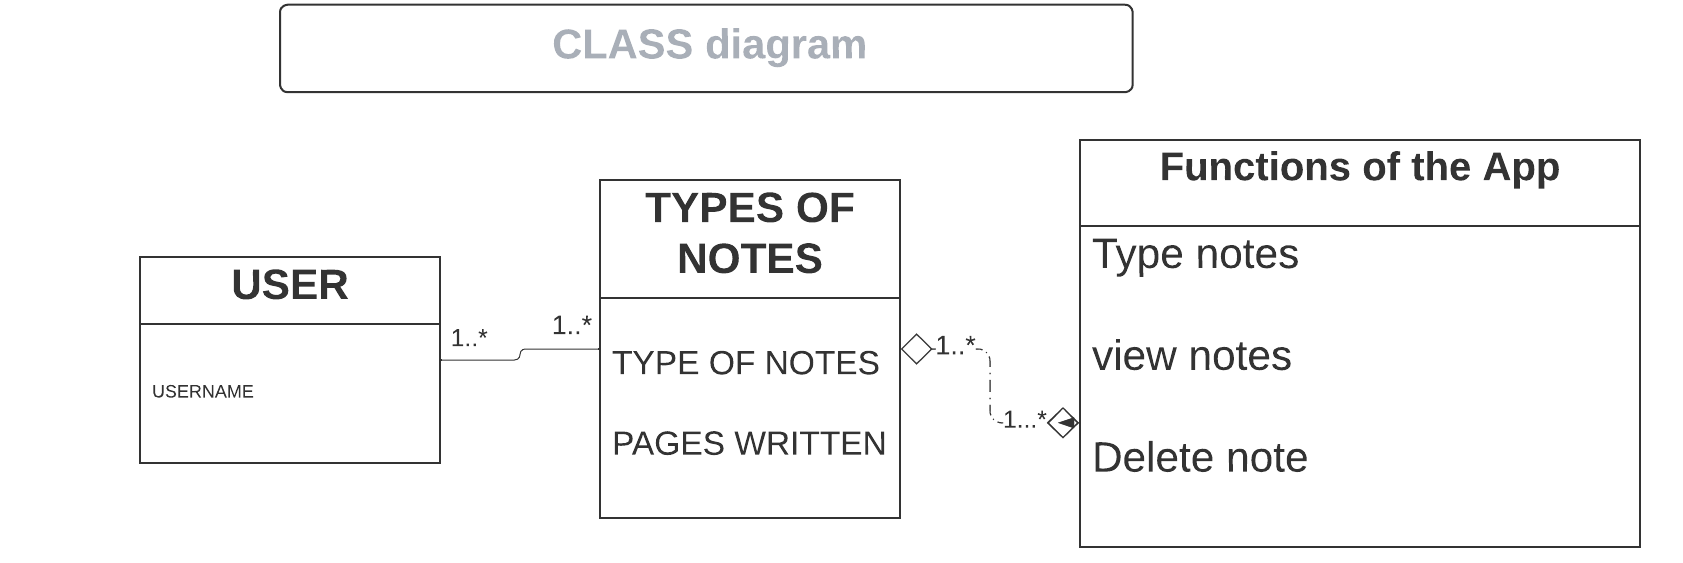 CLASS diagram
USER
USERNAME
1..*
1..*
TYPES OF
NOTES
TYPE OF NOTES
PAGES WRITTEN
1..*
1...*
Functions of the App
Type notes
view notes
Delete note